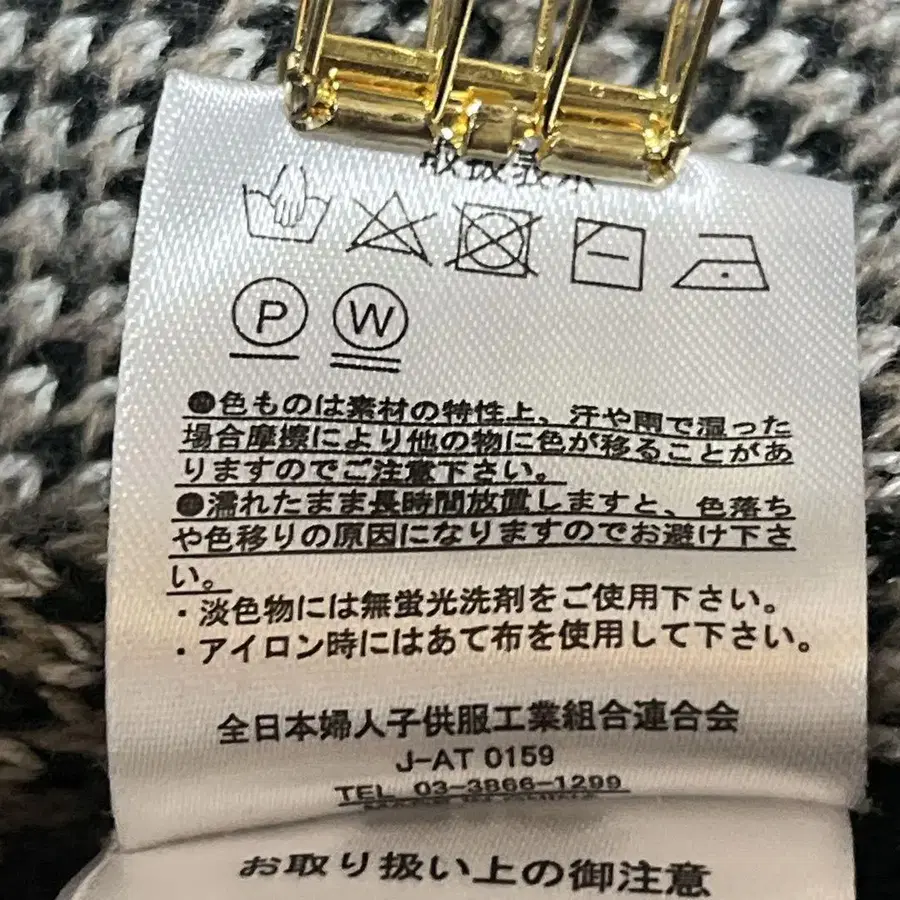 取扱表示
P W
●色ものは素材の特性上、汗や雨で湿った
場合摩擦により他の物に色が移ることがあ
りますのでご注意下さい。
●濡れたまま長時間放置しますと、色落ち
や色移りの原因になりますのでお避け下さ
い。
・淡色物には無蛍光洗剤をご使用下さい。
・アイロン時にはあて布を使用して下さい。
全日本婦人子供服工業組合連合会
J-AT 0159
TEL 03-3866-1299
お取り扱い上の御注意